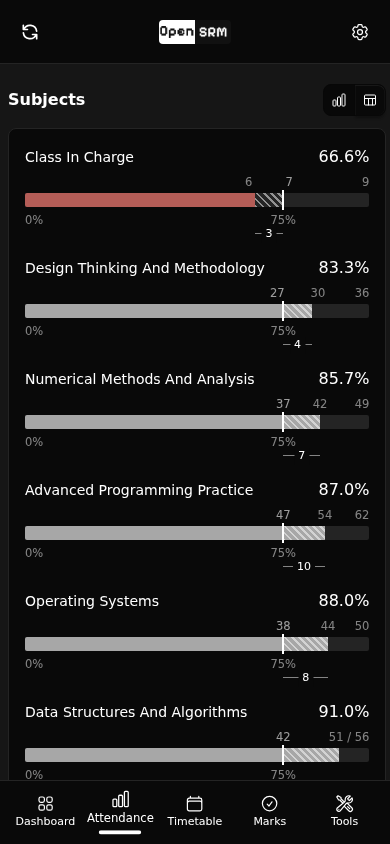 Open SRM
Subjects
Class In Charge 66.6%
6 7 9
0% 75%
3
Design Thinking And Methodology 83.3%
27 30 36
0% 75%
4
Numerical Methods And Analysis 85.7%
37 42 49
0% 75%
7
Advanced Programming Practice 87.0%
47 54 62
0% 75%
10
Operating Systems 88.0%
38 44 50
0% 75%
8
Data Structures And Algorithms 91.0%
42 51 / 56
0% 75%
Dashboard Attendance Timetable Marks Tools